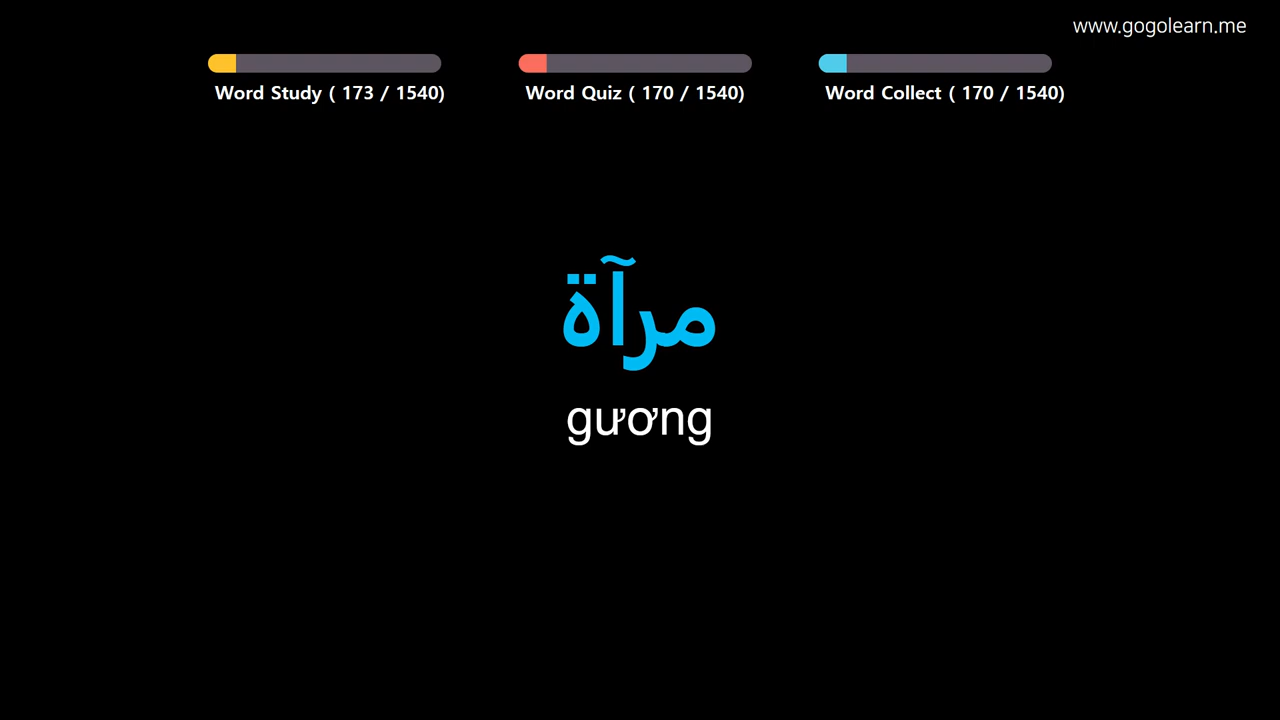 www.gogolearn.me
Word Study ( 173 / 1540)
Word Quiz ( 170 / 1540)
Word Collect ( 170 / 1540)
مرآة
gương